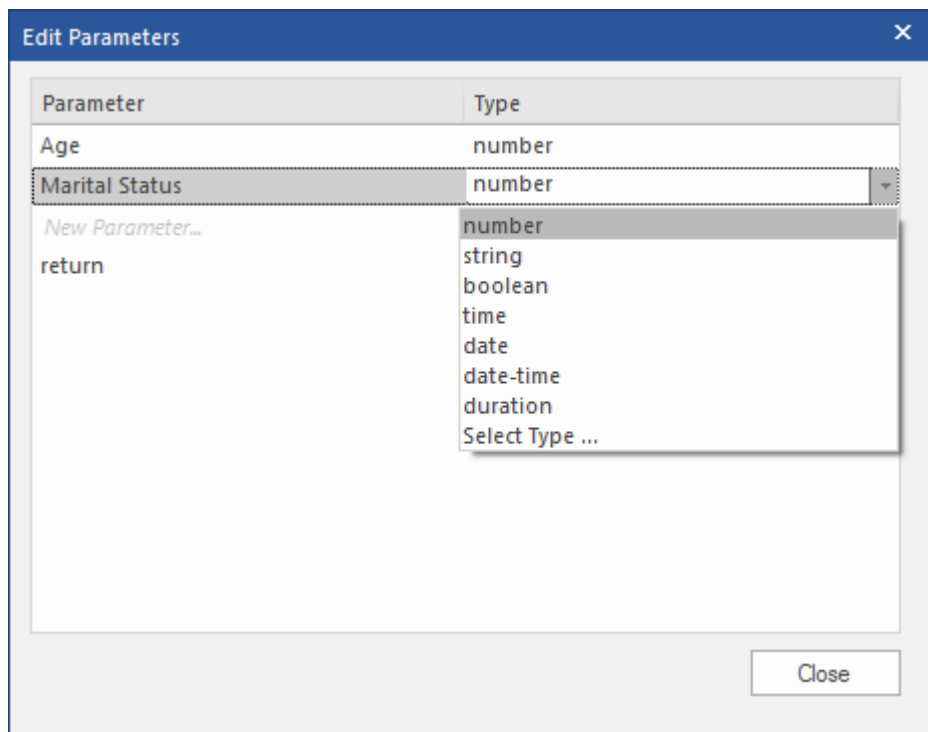 Edit Parameters
Parameter Type
Age number
Marital Status number
New Parameter... number
return string
boolean
time
date
date-time
duration
Select Type ...
Close